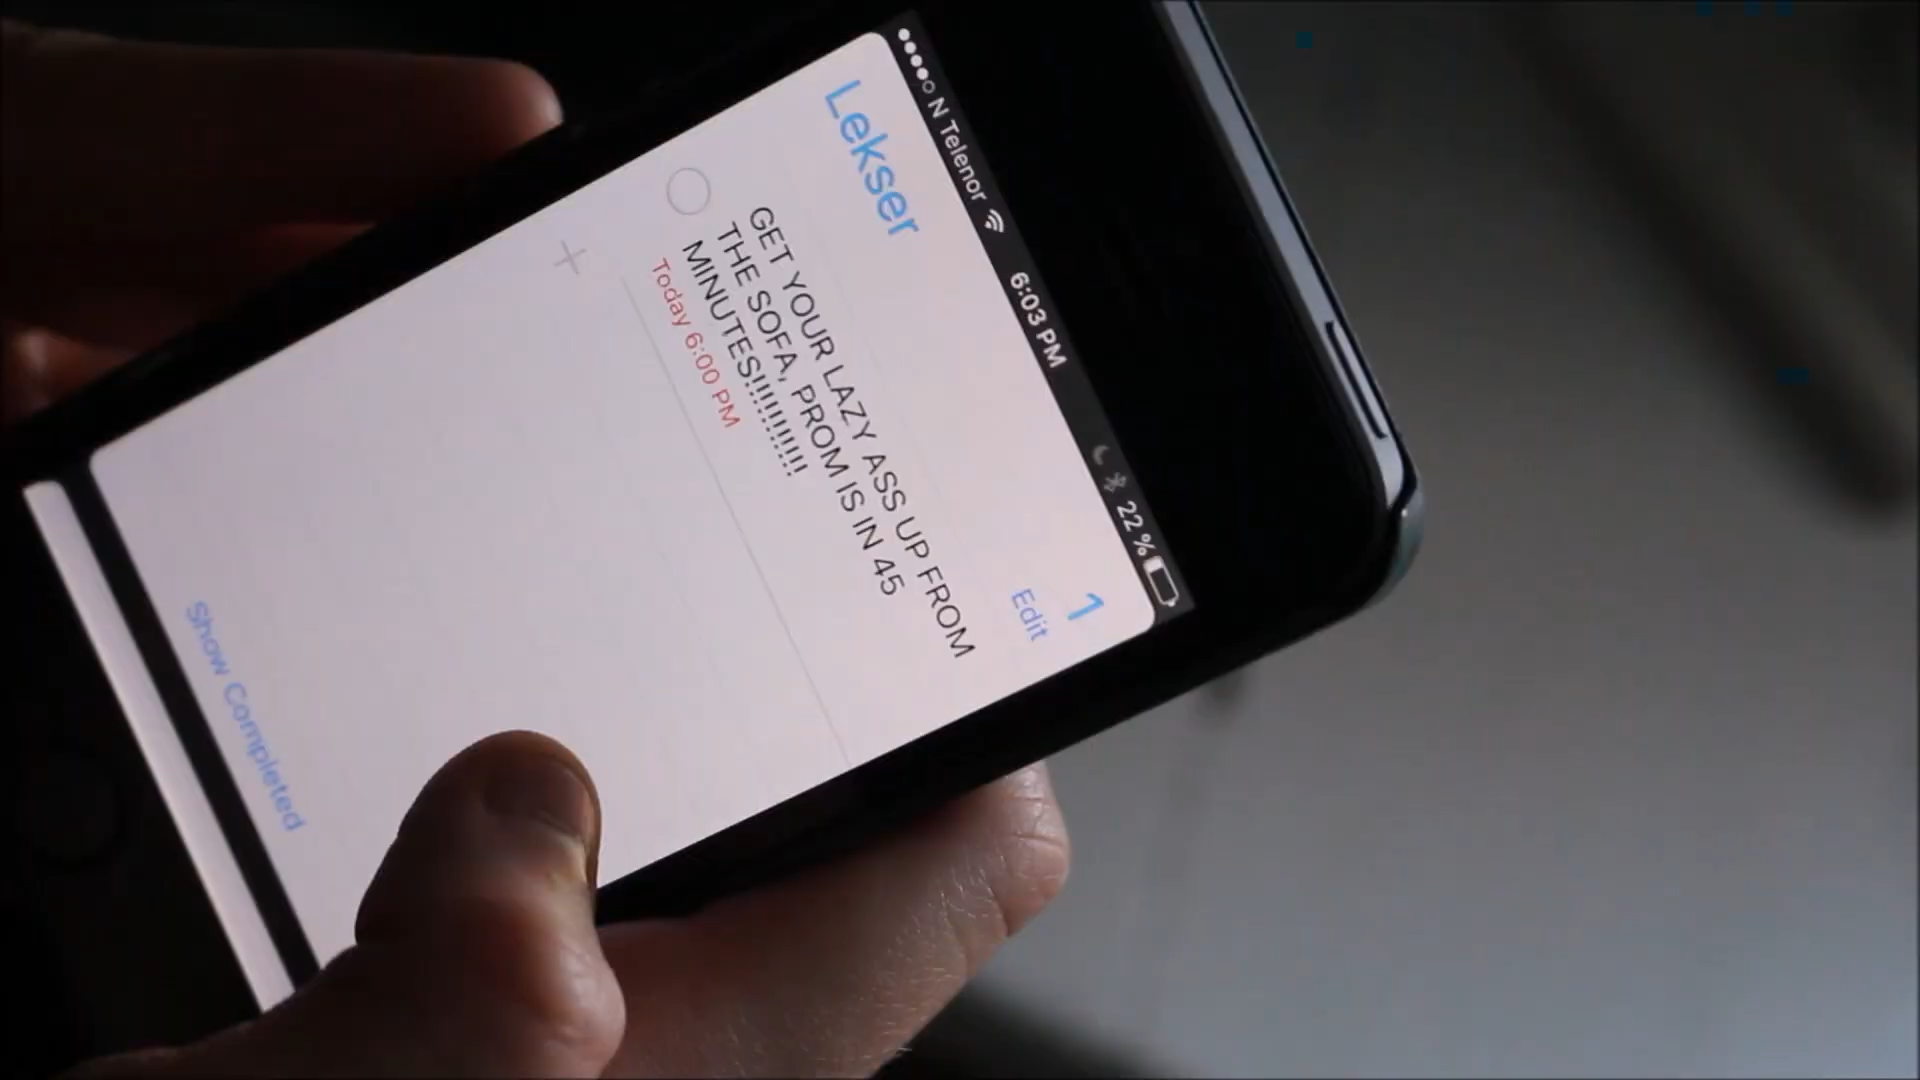 N Telenor 6:03 PM 22 %
Lekser 1
Edit
GET YOUR LAZY ASS UP FROM
THE SOFA, PROM IS IN 45
MINUTES!!!!!!!!!!!!
Today 6:00 PM
Show Completed